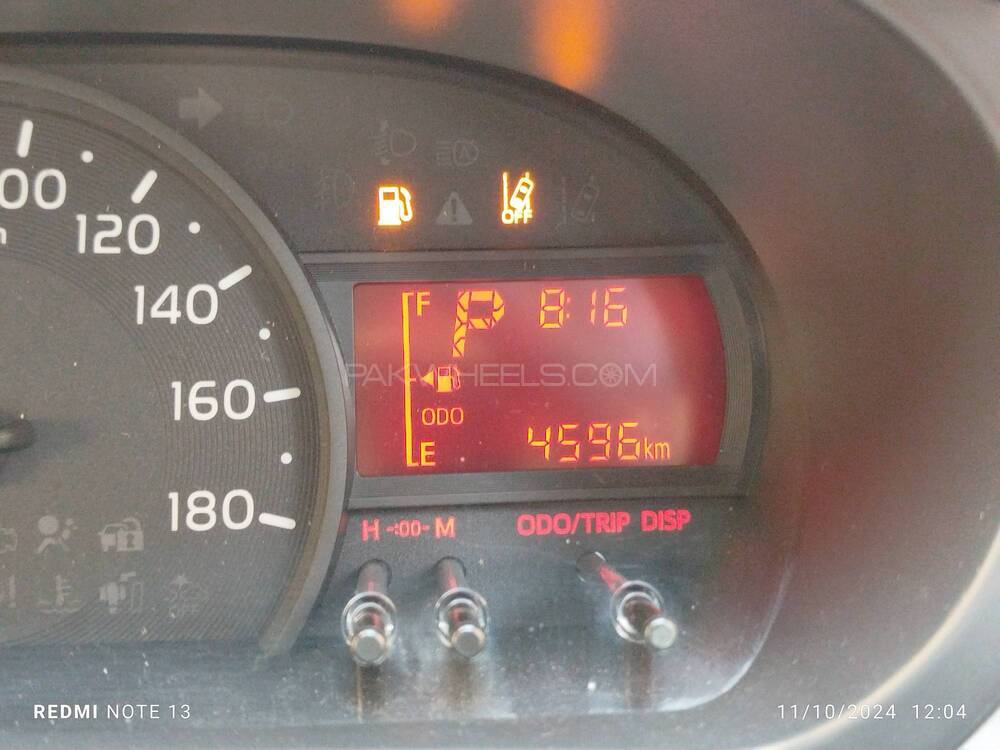 00
120
140
160
180
OFF
F
P
8:16
PAKWHEELS.COM
ODO
E
4596km
H -:00- M
ODO/TRIP DISP
REDMI NOTE 13
11/10/2024 12:04